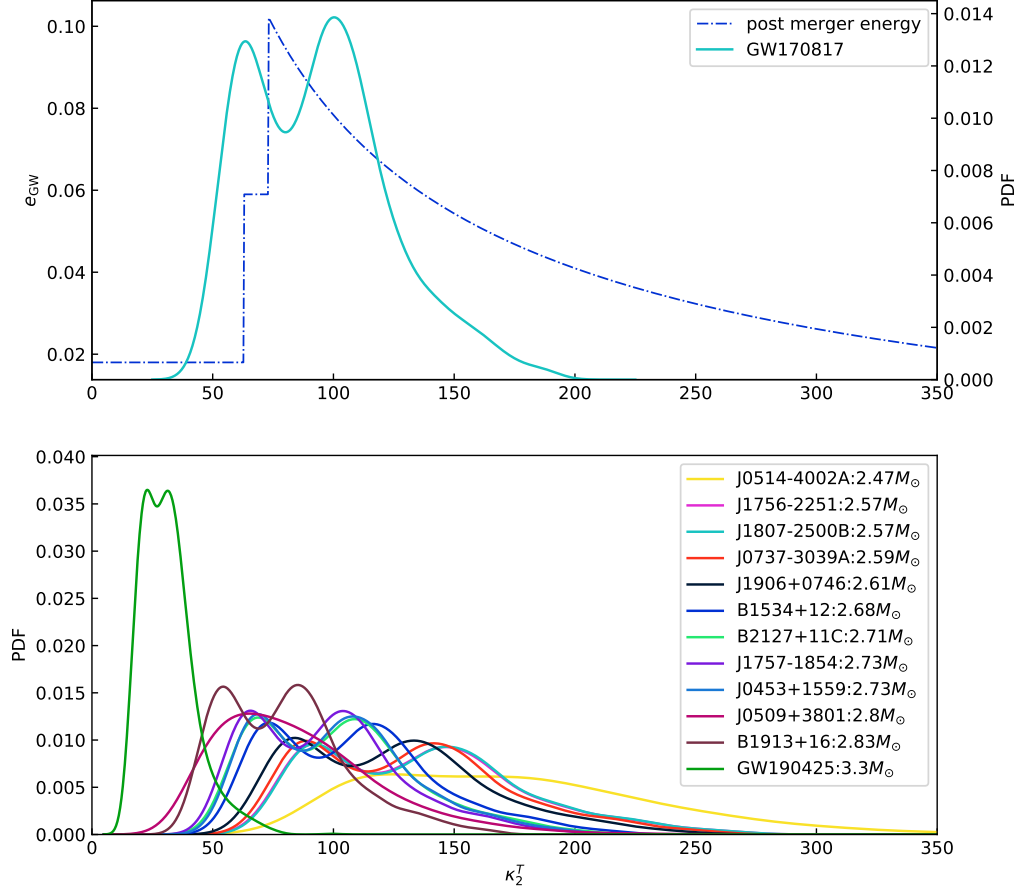 post merger energy
GW170817
0.10
0.08
0.06
0.04
0.02
e_GW
0.014
0.012
0.010
0.008
0.006
0.004
0.002
0.000
PDF
0 50 100 150 200 250 300 350
0.040
0.035
0.030
0.025
0.020
0.015
0.010
0.005
0.000
PDF
J0514-4002A:2.47M⊙
J1756-2251:2.57M⊙
J1807-2500B:2.57M⊙
J0737-3039A:2.59M⊙
J1906+0746:2.61M⊙
B1534+12:2.68M⊙
B2127+11C:2.71M⊙
J1757-1854:2.73M⊙
J0453+1559:2.73M⊙
J0509+3801:2.8M⊙
B1913+16:2.83M⊙
GW190425:3.3M⊙
0 50 100 150 200 250 300 350
κ₂ᵀ